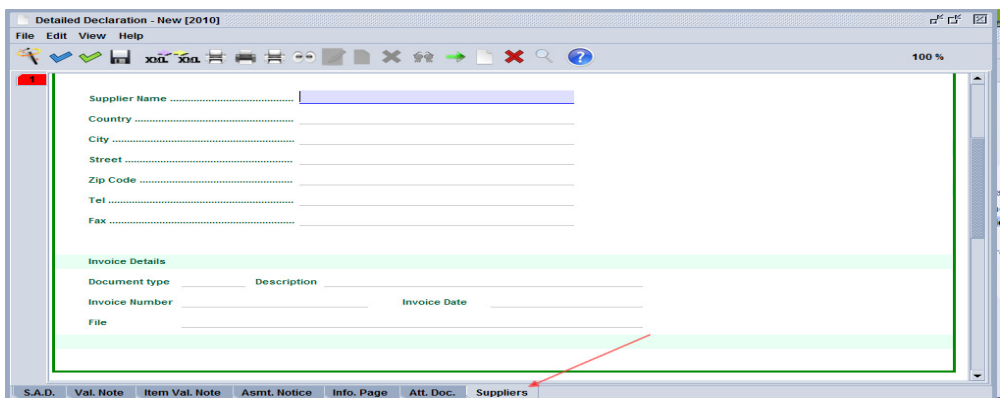 Detailed Declaration - New [2010]
File Edit View Help
XML XML ? 100 %
1
Supplier Name ..........................................
Country ......................................................
City .............................................................
Street .........................................................
Zip Code ....................................................
Tel ...............................................................
Fax ...............................................................
Invoice Details
Document type Description
Invoice Number Invoice Date
File
S.A.D. Val. Note Item Val. Note Asmt. Notice Info. Page Att. Doc. Suppliers